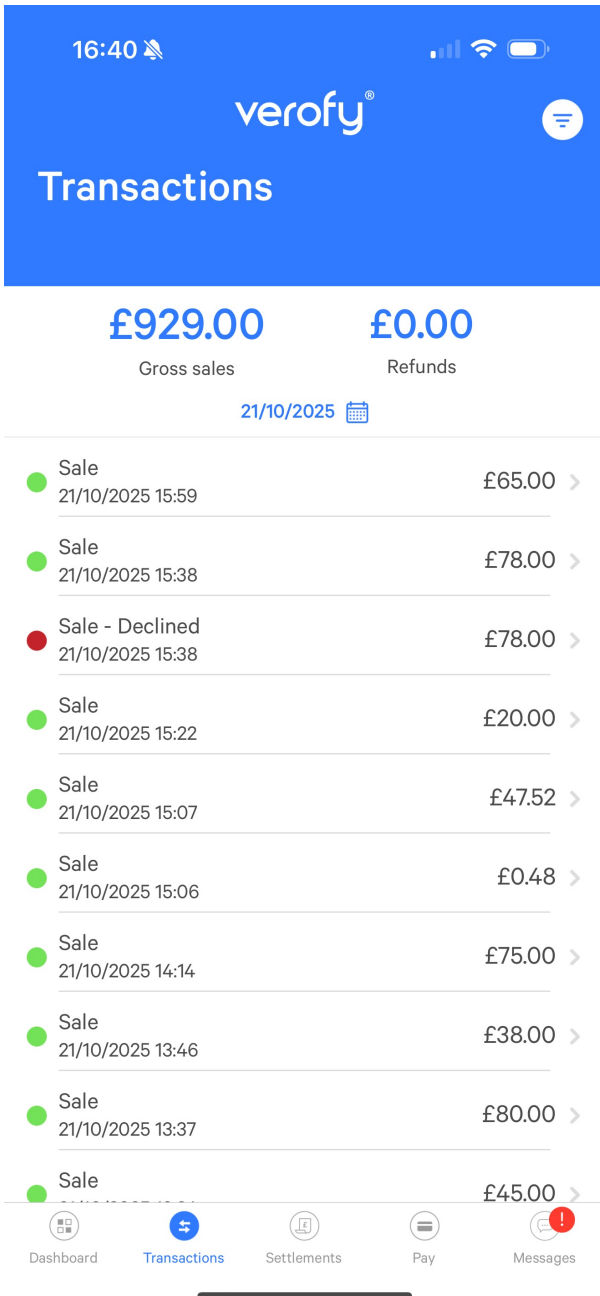 16:40
verofy®
Transactions
£929.00
Gross sales
£0.00
Refunds
21/10/2025
Sale
21/10/2025 15:59
£65.00
Sale
21/10/2025 15:38
£78.00
Sale - Declined
21/10/2025 15:38
£78.00
Sale
21/10/2025 15:22
£20.00
Sale
21/10/2025 15:07
£47.52
Sale
21/10/2025 15:06
£0.48
Sale
21/10/2025 14:14
£75.00
Sale
21/10/2025 13:46
£38.00
Sale
21/10/2025 13:37
£80.00
Sale
£45.00
Dashboard
Transactions
Settlements
Pay
!
Messages